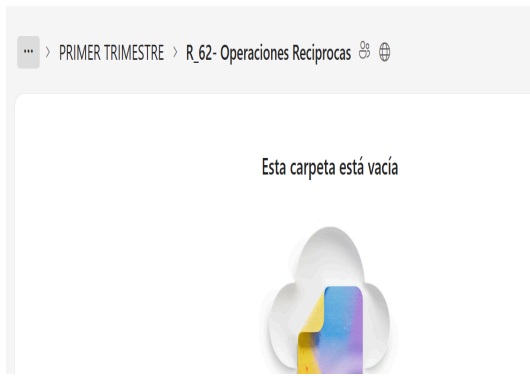 ... > PRIMER TRIMESTRE > R_62- Operaciones Reciprocas
Esta carpeta está vacía